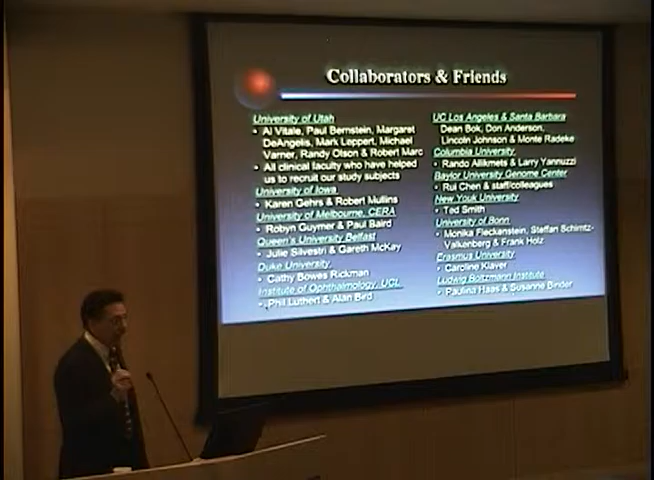 Collaborators & Friends
University of Utah
• Al Vitale, Paul Bernstein, Margaret
DeAngelis, Mark Leppert, Michael
Varner, Randy Olson & Robert Marc
• All clinical faculty who have helped
us to recruit our study subjects
University of Iowa
• Karen Gehrs & Robert Mullins
University of Melbourne, CERA
• Robyn Guymer & Paul Baird
Queen's University Belfast
• Julie Silvestri & Gareth McKay
Duke University
• Cathy Bowes Rickman
Institute of Ophthalmology, UCL
• Phil Luthert & Alan Bird
UC Los Angeles & Santa Barbara
Dean Bok, Don Anderson,
Lincoln Johnson & Monte Radeke
Columbia University
• Rando Allikmets & Larry Yannuzzi
Baylor University Genome Center
• Rui Chen & staff/colleagues
New York University
• Ted Smith
University of Bonn
• Monika Fleckenstein, Steffan Schmitz-
Valkenberg & Frank Holz
Erasmus University
• Caroline Klaver
Ludwig Boltzmann Institute
• Paulina Haas & Susanne Binder